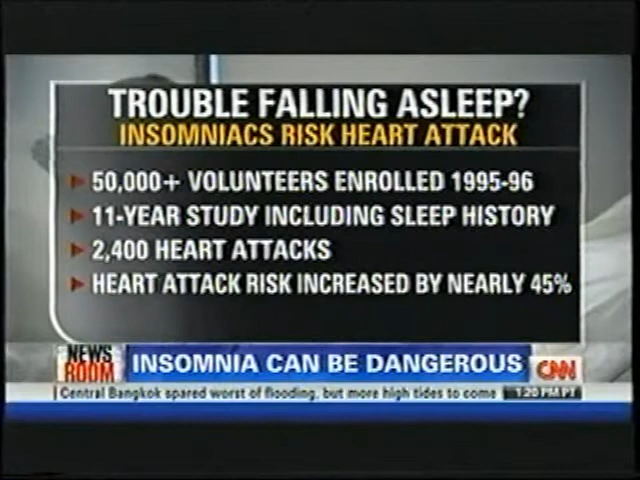 TROUBLE FALLING ASLEEP?
INSOMNIACS RISK HEART ATTACK
50,000+ VOLUNTEERS ENROLLED 1995-96
11-YEAR STUDY INCLUDING SLEEP HISTORY
2,400 HEART ATTACKS
HEART ATTACK RISK INCREASED BY NEARLY 45%
NEWS
ROOM
INSOMNIA CAN BE DANGEROUS
CNN
Central Bangkok spared worst of flooding, but more high tides to come
1:20 PM PT